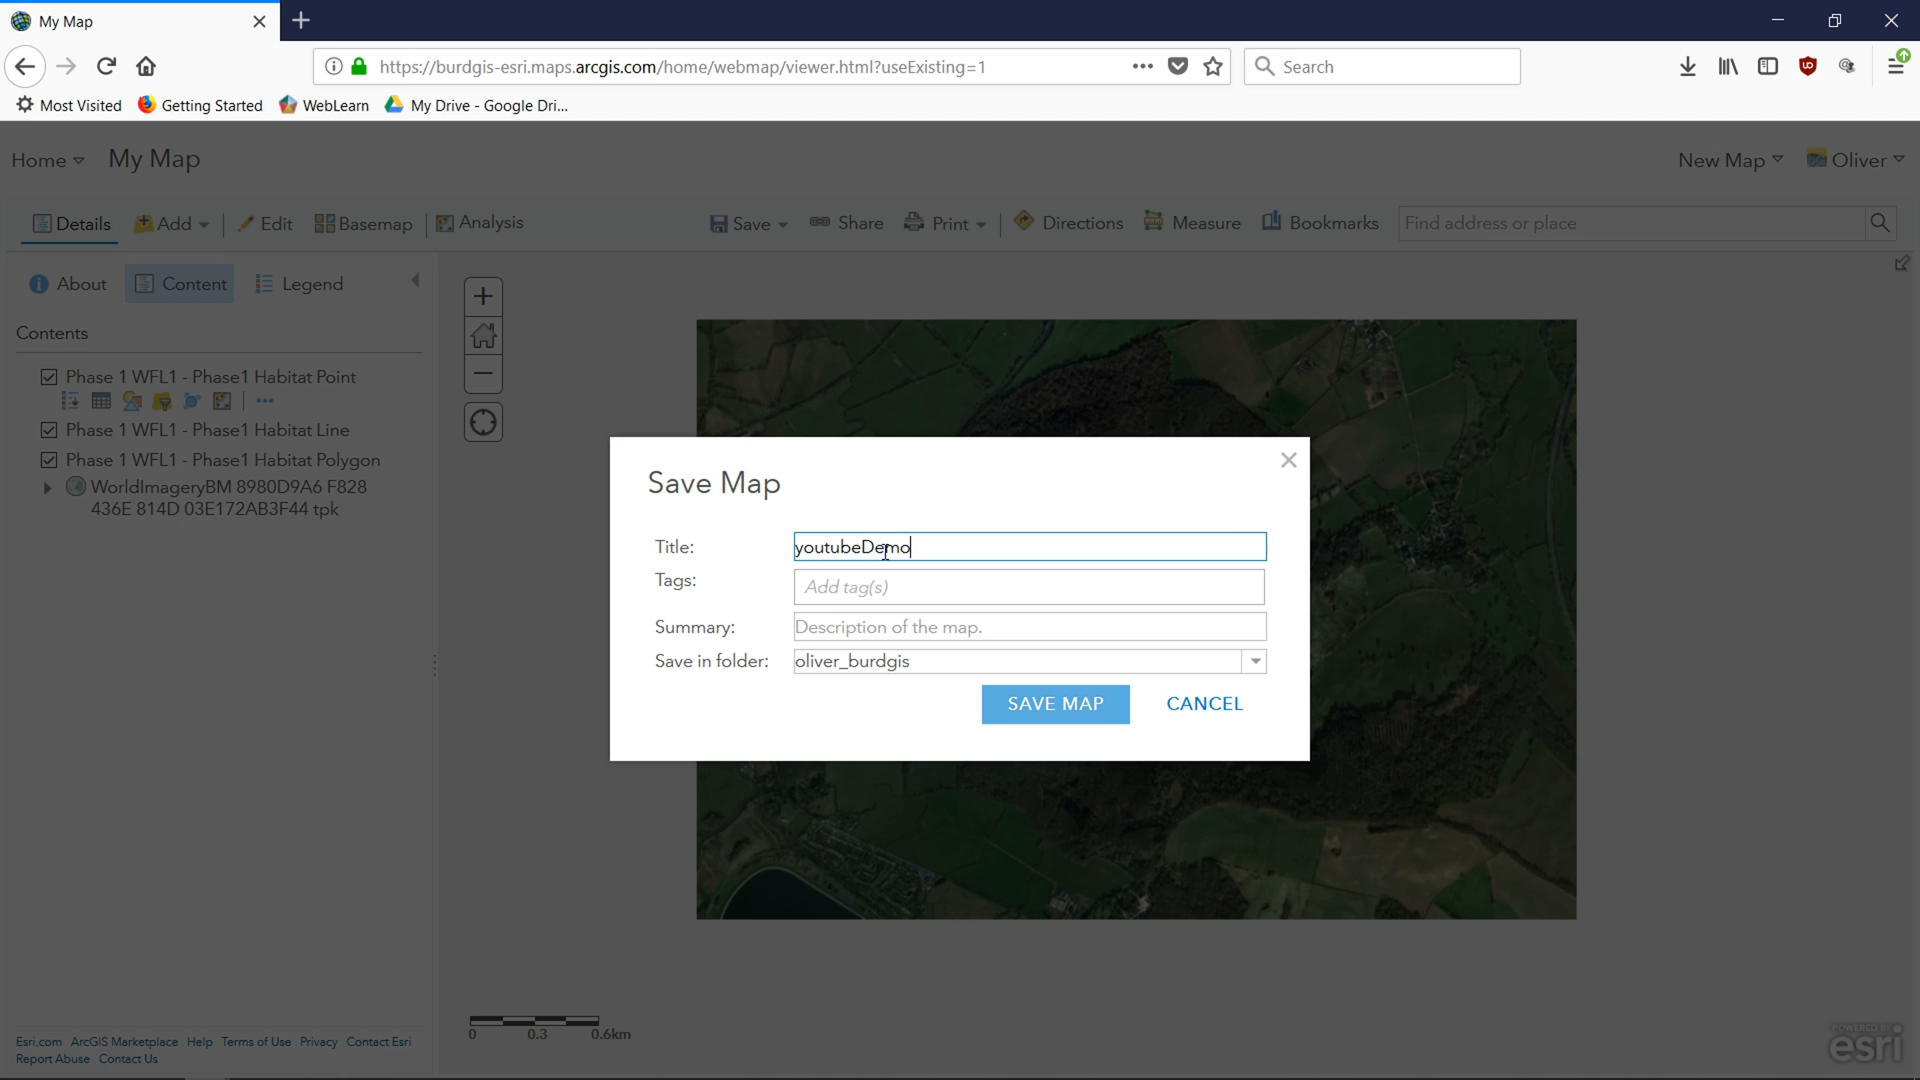 My Map
https://burdgis-esri.maps.arcgis.com/home/webmap/viewer.html?useExisting=1
Search
Most Visited
Getting Started
WebLearn
My Drive - Google Dri...
Home
My Map
New Map
Oliver
Details
Add
Edit
Basemap
Analysis
Save
Share
Print
Directions
Measure
Bookmarks
Find address or place
About
Content
Legend
Contents
Phase 1 WFL1 - Phase1 Habitat Point
Phase 1 WFL1 - Phase1 Habitat Line
Phase 1 WFL1 - Phase1 Habitat Polygon
WorldImageryBM 8980D9A6 F828
436E 814D 03E172AB3F44 tpk
Save Map
Title:
youtubeDemo
Tags:
Add tag(s)
Summary:
Description of the map.
Save in folder:
oliver_burdgis
SAVE MAP
CANCEL
0 0.3 0.6km
Esri.com ArcGIS Marketplace Help Terms of Use Privacy Contact Esri
Report Abuse Contact Us
POWERED BY
esri